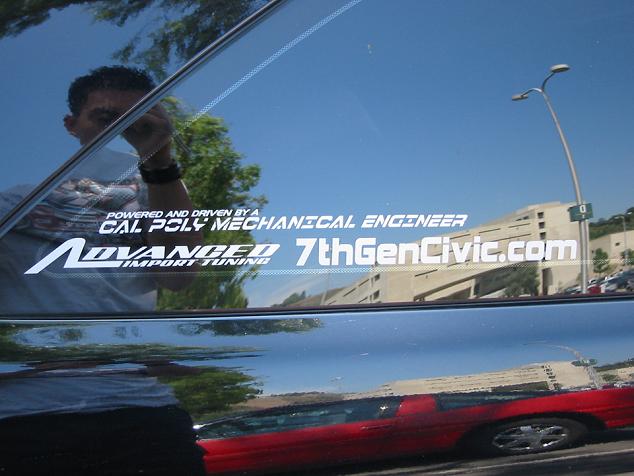 POWERED AND DRIVEN BY A
CAL POLY MECHANICAL ENGINEER
ADVANCED
IMPORT TUNING
7thGenCivic.com